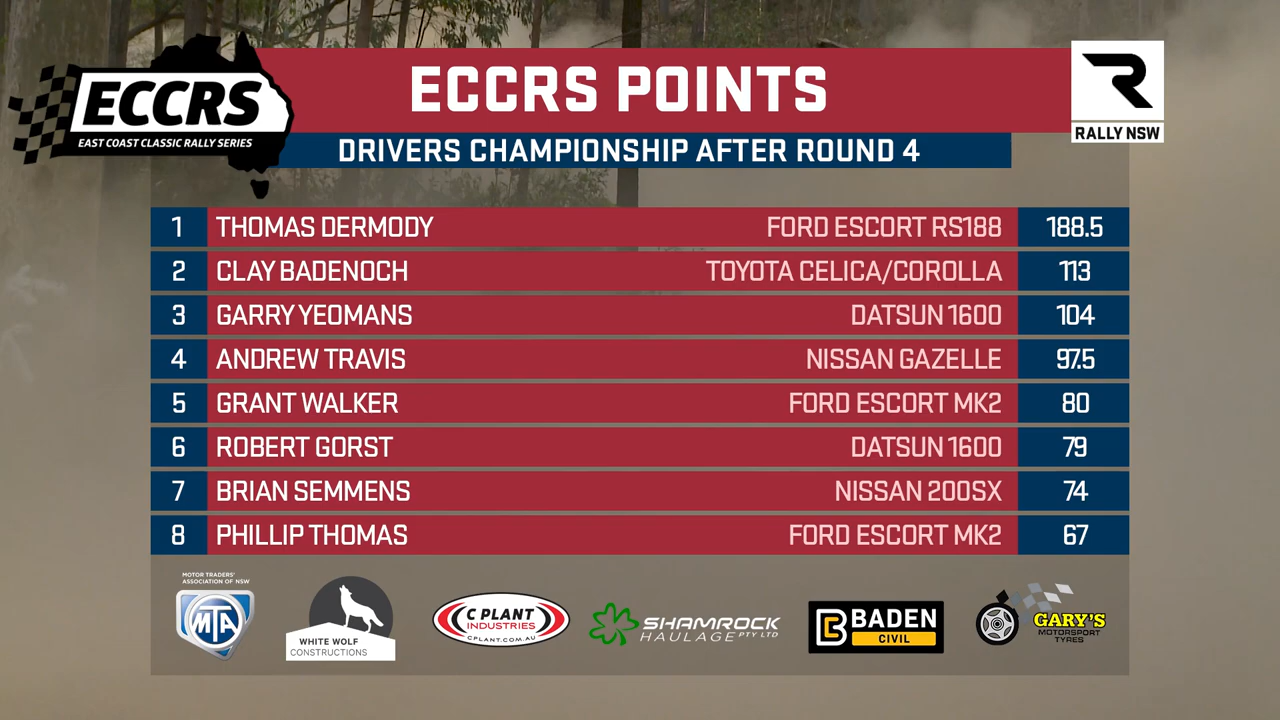 ECCRS
EAST COAST CLASSIC RALLY SERIES
ECCRS POINTS
RALLY NSW
DRIVERS CHAMPIONSHIP AFTER ROUND 4
1 THOMAS DERMODY FORD ESCORT RS188 188.5
2 CLAY BADENOCH TOYOTA CELICA/COROLLA 113
3 GARRY YEOMANS DATSUN 1600 104
4 ANDREW TRAVIS NISSAN GAZELLE 97.5
5 GRANT WALKER FORD ESCORT MK2 80
6 ROBERT GORST DATSUN 1600 79
7 BRIAN SEMMENS NISSAN 200SX 74
8 PHILLIP THOMAS FORD ESCORT MK2 67
MOTOR TRADERS'
ASSOCIATION OF NSW
MTA
WHITE WOLF
CONSTRUCTIONS
C PLANT
INDUSTRIES
CPLANT.COM.AU
SHAMROCK
HAULAGE PTY LTD
BADEN
CIVIL
GARY'S
MOTORSPORT
TYRES